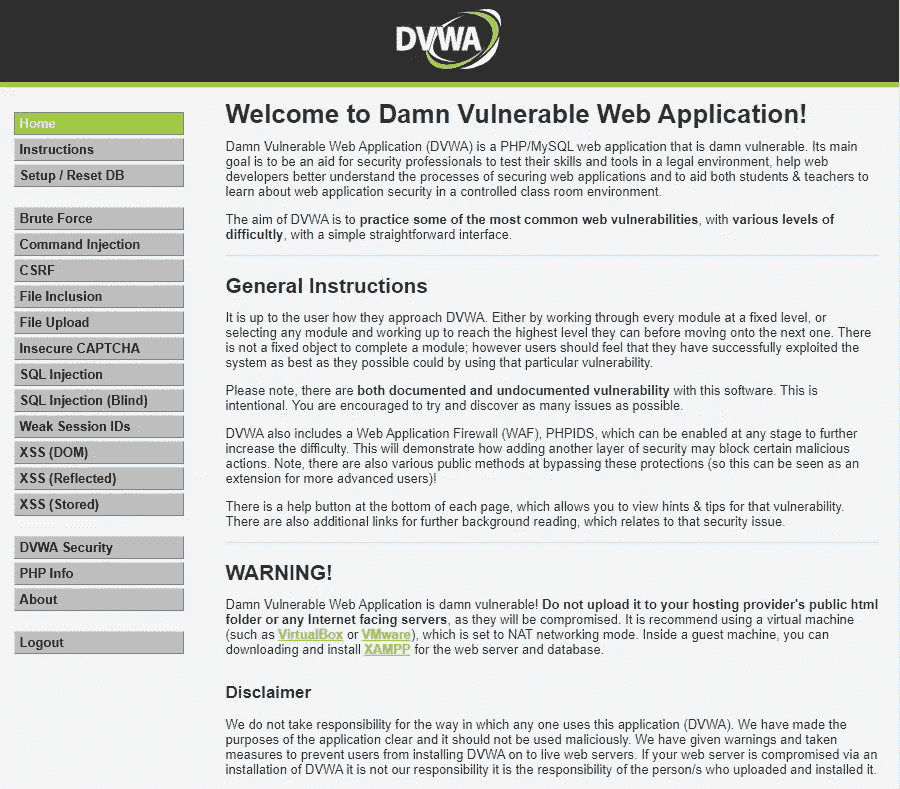 DVWA
Home
Instructions
Setup / Reset DB
Brute Force
Command Injection
CSRF
File Inclusion
File Upload
Insecure CAPTCHA
SQL Injection
SQL Injection (Blind)
Weak Session IDs
XSS (DOM)
XSS (Reflected)
XSS (Stored)
DVWA Security
PHP Info
About
Logout
Welcome to Damn Vulnerable Web Application!
Damn Vulnerable Web Application (DVWA) is a PHP/MySQL web application that is damn vulnerable. Its main
goal is to be an aid for security professionals to test their skills and tools in a legal environment, help web
developers better understand the processes of securing web applications and to aid both students & teachers to
learn about web application security in a controlled class room environment.
The aim of DVWA is to practice some of the most common web vulnerabilities, with various levels of
difficultly, with a simple straightforward interface.
General Instructions
It is up to the user how they approach DVWA. Either by working through every module at a fixed level, or
selecting any module and working up to reach the highest level they can before moving onto the next one. There
is not a fixed object to complete a module; however users should feel that they have successfully exploited the
system as best as they possible could by using that particular vulnerability.
Please note, there are both documented and undocumented vulnerability with this software. This is
intentional. You are encouraged to try and discover as many issues as possible.
DVWA also includes a Web Application Firewall (WAF), PHPIDS, which can be enabled at any stage to further
increase the difficulty. This will demonstrate how adding another layer of security may block certain malicious
actions. Note, there are also various public methods at bypassing these protections (so this can be seen as an
extension for more advanced users)!
There is a help button at the bottom of each page, which allows you to view hints & tips for that vulnerability.
There are also additional links for further background reading, which relates to that security issue.
WARNING!
Damn Vulnerable Web Application is damn vulnerable! Do not upload it to your hosting provider's public html
folder or any Internet facing servers, as they will be compromised. It is recommend using a virtual machine
(such as VirtualBox or VMware), which is set to NAT networking mode. Inside a guest machine, you can
downloading and install XAMPP for the web server and database.
Disclaimer
We do not take responsibility for the way in which any one uses this application (DVWA). We have made the
purposes of the application clear and it should not be used maliciously. We have given warnings and taken
measures to prevent users from installing DVWA on to live web servers. If your web server is compromised via an
installation of DVWA it is not our responsibility it is the responsibility of the person/s who uploaded and installed it.